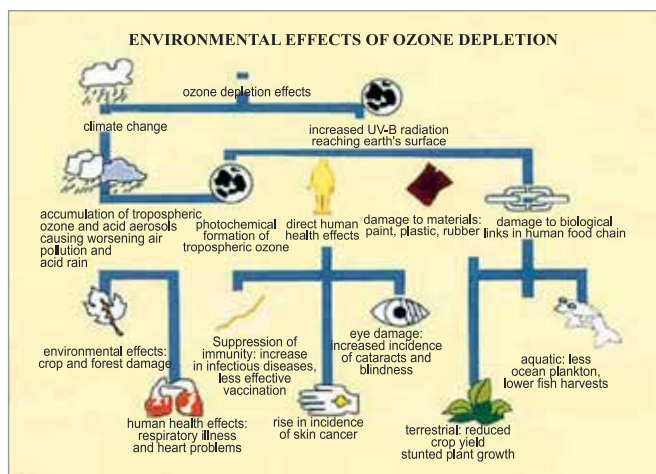 ENVIRONMENTAL EFFECTS OF OZONE DEPLETION
ozone depletion effects
climate change
increased UV-B radiation
reaching earth's surface
accumulation of tropospheric
ozone and acid aerosols
causing worsening air
pollution and
acid rain
photochemical
formation of
tropospheric ozone
direct human
health effects
damage to materials:
paint, plastic, rubber
damage to biological
links in human food chain
environmental effects:
crop and forest damage
Suppression of
immunity: increase
in infectious diseases,
less effective
vaccination
eye damage:
increased incidence
of cataracts and
blindness
aquatic: less
ocean plankton,
lower fish harvests
human health effects:
respiratory illness
and heart problems
rise in incidence
of skin cancer
terrestrial: reduced
crop yield
stunted plant growth